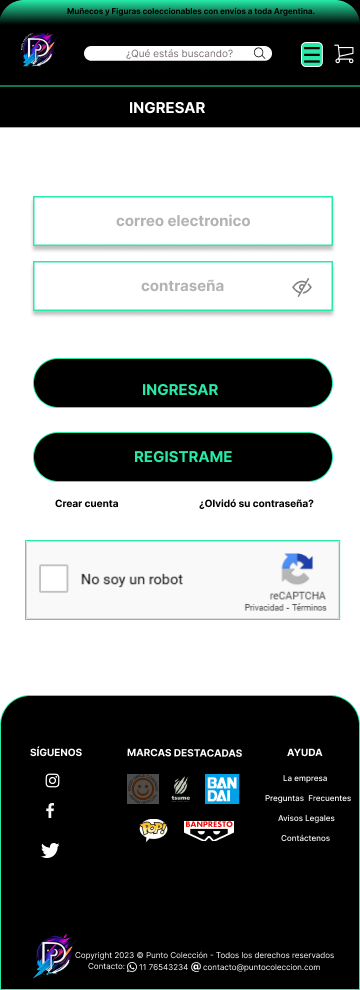 Muñecos y Figuras coleccionables con envíos a toda Argentina.
¿Qué estás buscando?
INGRESAR
correo electronico
contraseña
INGRESAR
REGISTRAME
Crear cuenta ¿Olvidó su contraseña?
No soy un robot
reCAPTCHA
Privacidad - Términos
SÍGUENOS
MARCAS DESTACADAS
tsume
BAN
DAI
POP!
BANPRESTO
AYUDA
La empresa
Preguntas Frecuentes
Avisos Legales
Contáctenos
Copyright 2023 © Punto Colección - Todos los derechos reservados
Contacto: 11 76543234 contacto@puntocoleccion.com